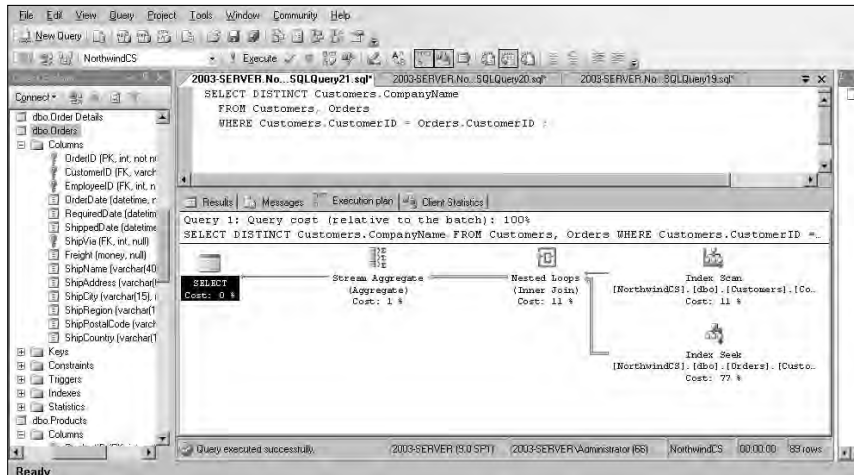 File Edit View Query Project Tools Window Community Help
New Query
NorthwindCS Execute
Connect
dbo.Order Details
dbo.Orders
Columns
OrderID (PK, int, not n
CustomerID (FK, varch
EmployeeID (FK, int, n
OrderDate (datetime, r
RequiredDate (datetim
ShippedDate (datetime
ShipVia (FK, int, null)
Freight (money, null)
ShipName (varchar(40
ShipAddress (varchar(
ShipCity (varchar(15),
ShipRegion (varchar(1
ShipPostalCode (varch
ShipCountry (varchar(1
Keys
Constraints
Triggers
Indexes
Statistics
dbo.Products
Columns
2003-SERVER.No...SQLQuery21.sql* 2003-SERVER.No...SQLQuery20.sql* 2003-SERVER.No...SQLQuery19.sql*
SELECT DISTINCT Customers.CompanyName
FROM Customers, Orders
WHERE Customers.CustomerID = Orders.CustomerID ;
Results Messages Execution plan Client Statistics
Query 1: Query cost (relative to the batch): 100%
SELECT DISTINCT Customers.CompanyName FROM Customers, Orders WHERE Customers.CustomerID =…
SELECT
Cost: 0 %
Stream Aggregate
(Aggregate)
Cost: 1 %
Nested Loops
(Inner Join)
Cost: 11 %
Index Scan
[NorthwindCS].[dbo].[Customers].[Co…
Cost: 11 %
Index Seek
[NorthwindCS].[dbo].[Orders].[Custo…
Cost: 77 %
Query executed successfully. 2003-SERVER (9.0 SP1) 2003-SERVER\Administrator (66) NorthwindCS 00:00:00 89 rows
Ready